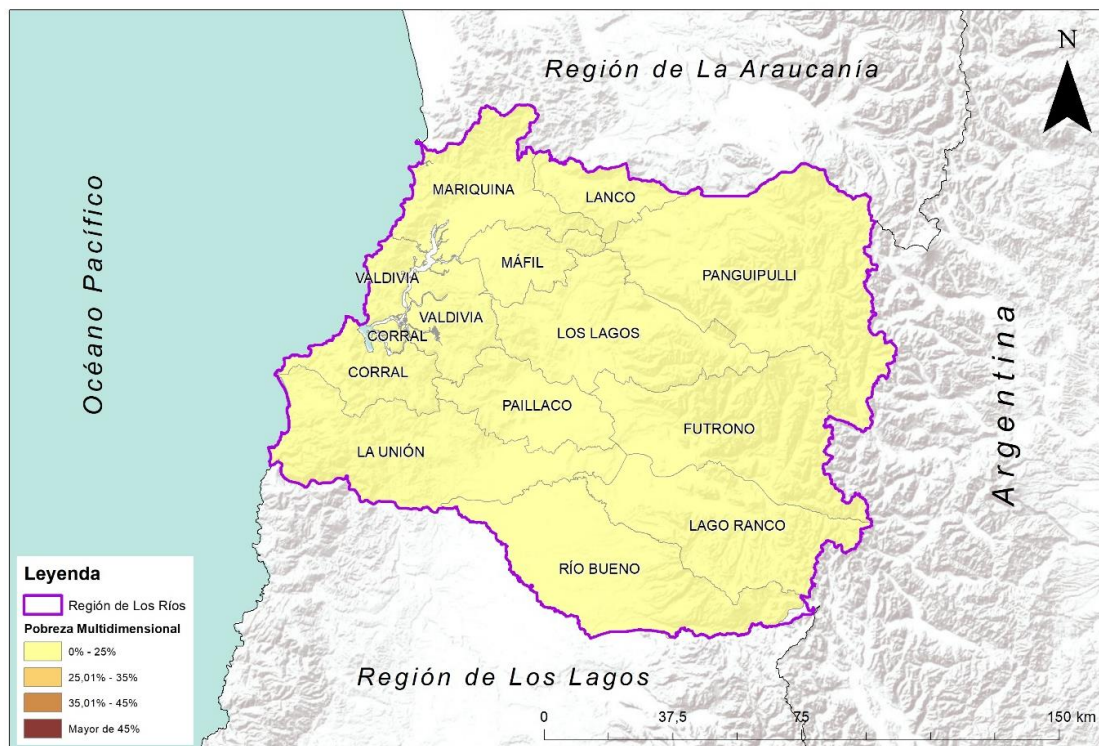 N
Región de La Araucanía
Océano Pacífico
Argentina
MARIQUINA
LANCO
MÁFIL
PANGUIPULLI
VALDIVIA
VALDIVIA
LOS LAGOS
CORRAL
CORRAL
PAILLACO
FUTRONO
LA UNIÓN
LAGO RANCO
RÍO BUENO
Región de Los Lagos
Leyenda
Región de Los Ríos
Pobreza Multidimensional
0% - 25%
25,01% - 35%
35,01% - 45%
Mayor de 45%
0 37,5 75 150 km